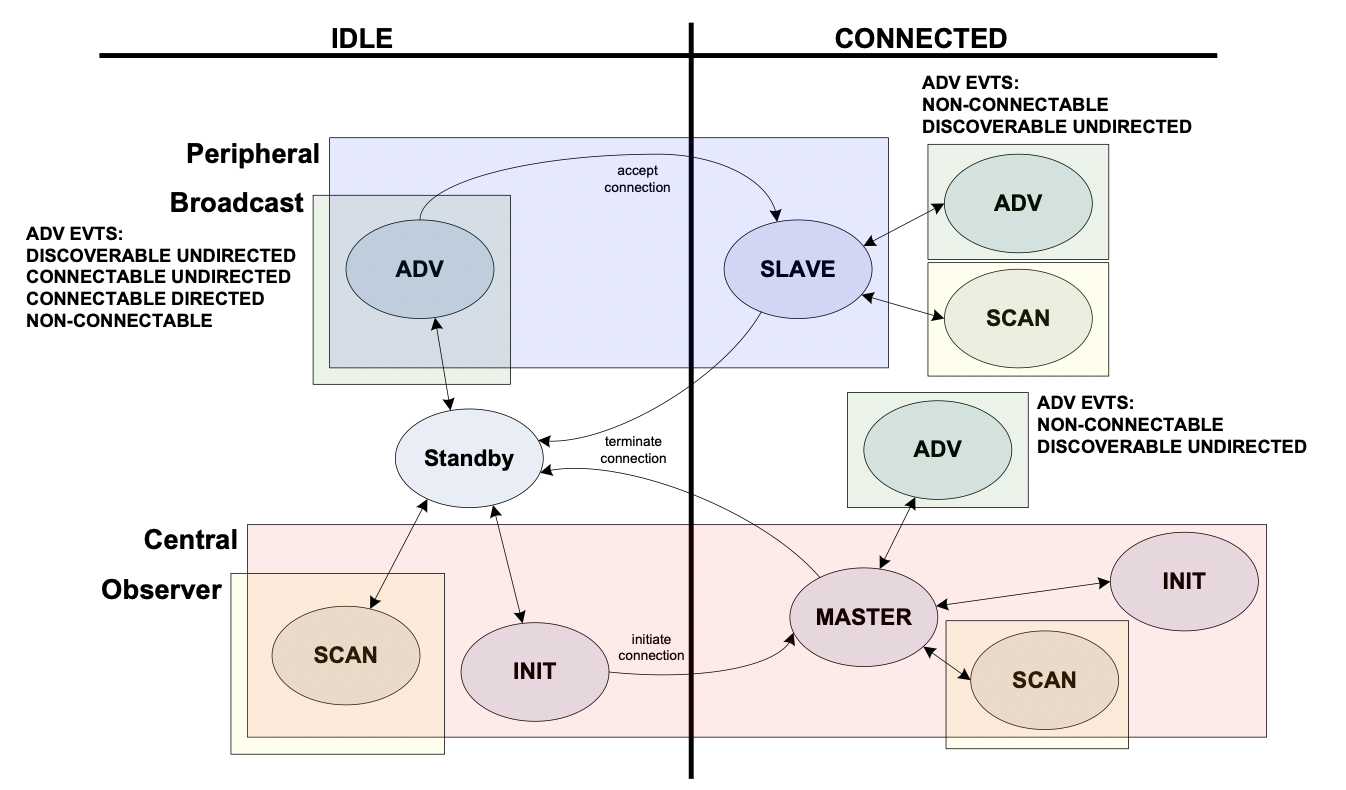 IDLE
CONNECTED
ADV EVTS:
NON-CONNECTABLE
DISCOVERABLE UNDIRECTED
Peripheral
accept
connection
Broadcast
ADV
ADV EVTS:
DISCOVERABLE UNDIRECTED
CONNECTABLE UNDIRECTED
CONNECTABLE DIRECTED
NON-CONNECTABLE
ADV
SLAVE
SCAN
ADV EVTS:
NON-CONNECTABLE
DISCOVERABLE UNDIRECTED
ADV
Standby
terminate
connection
Central
Observer
INIT
MASTER
SCAN
INIT
initiate
connection
SCAN